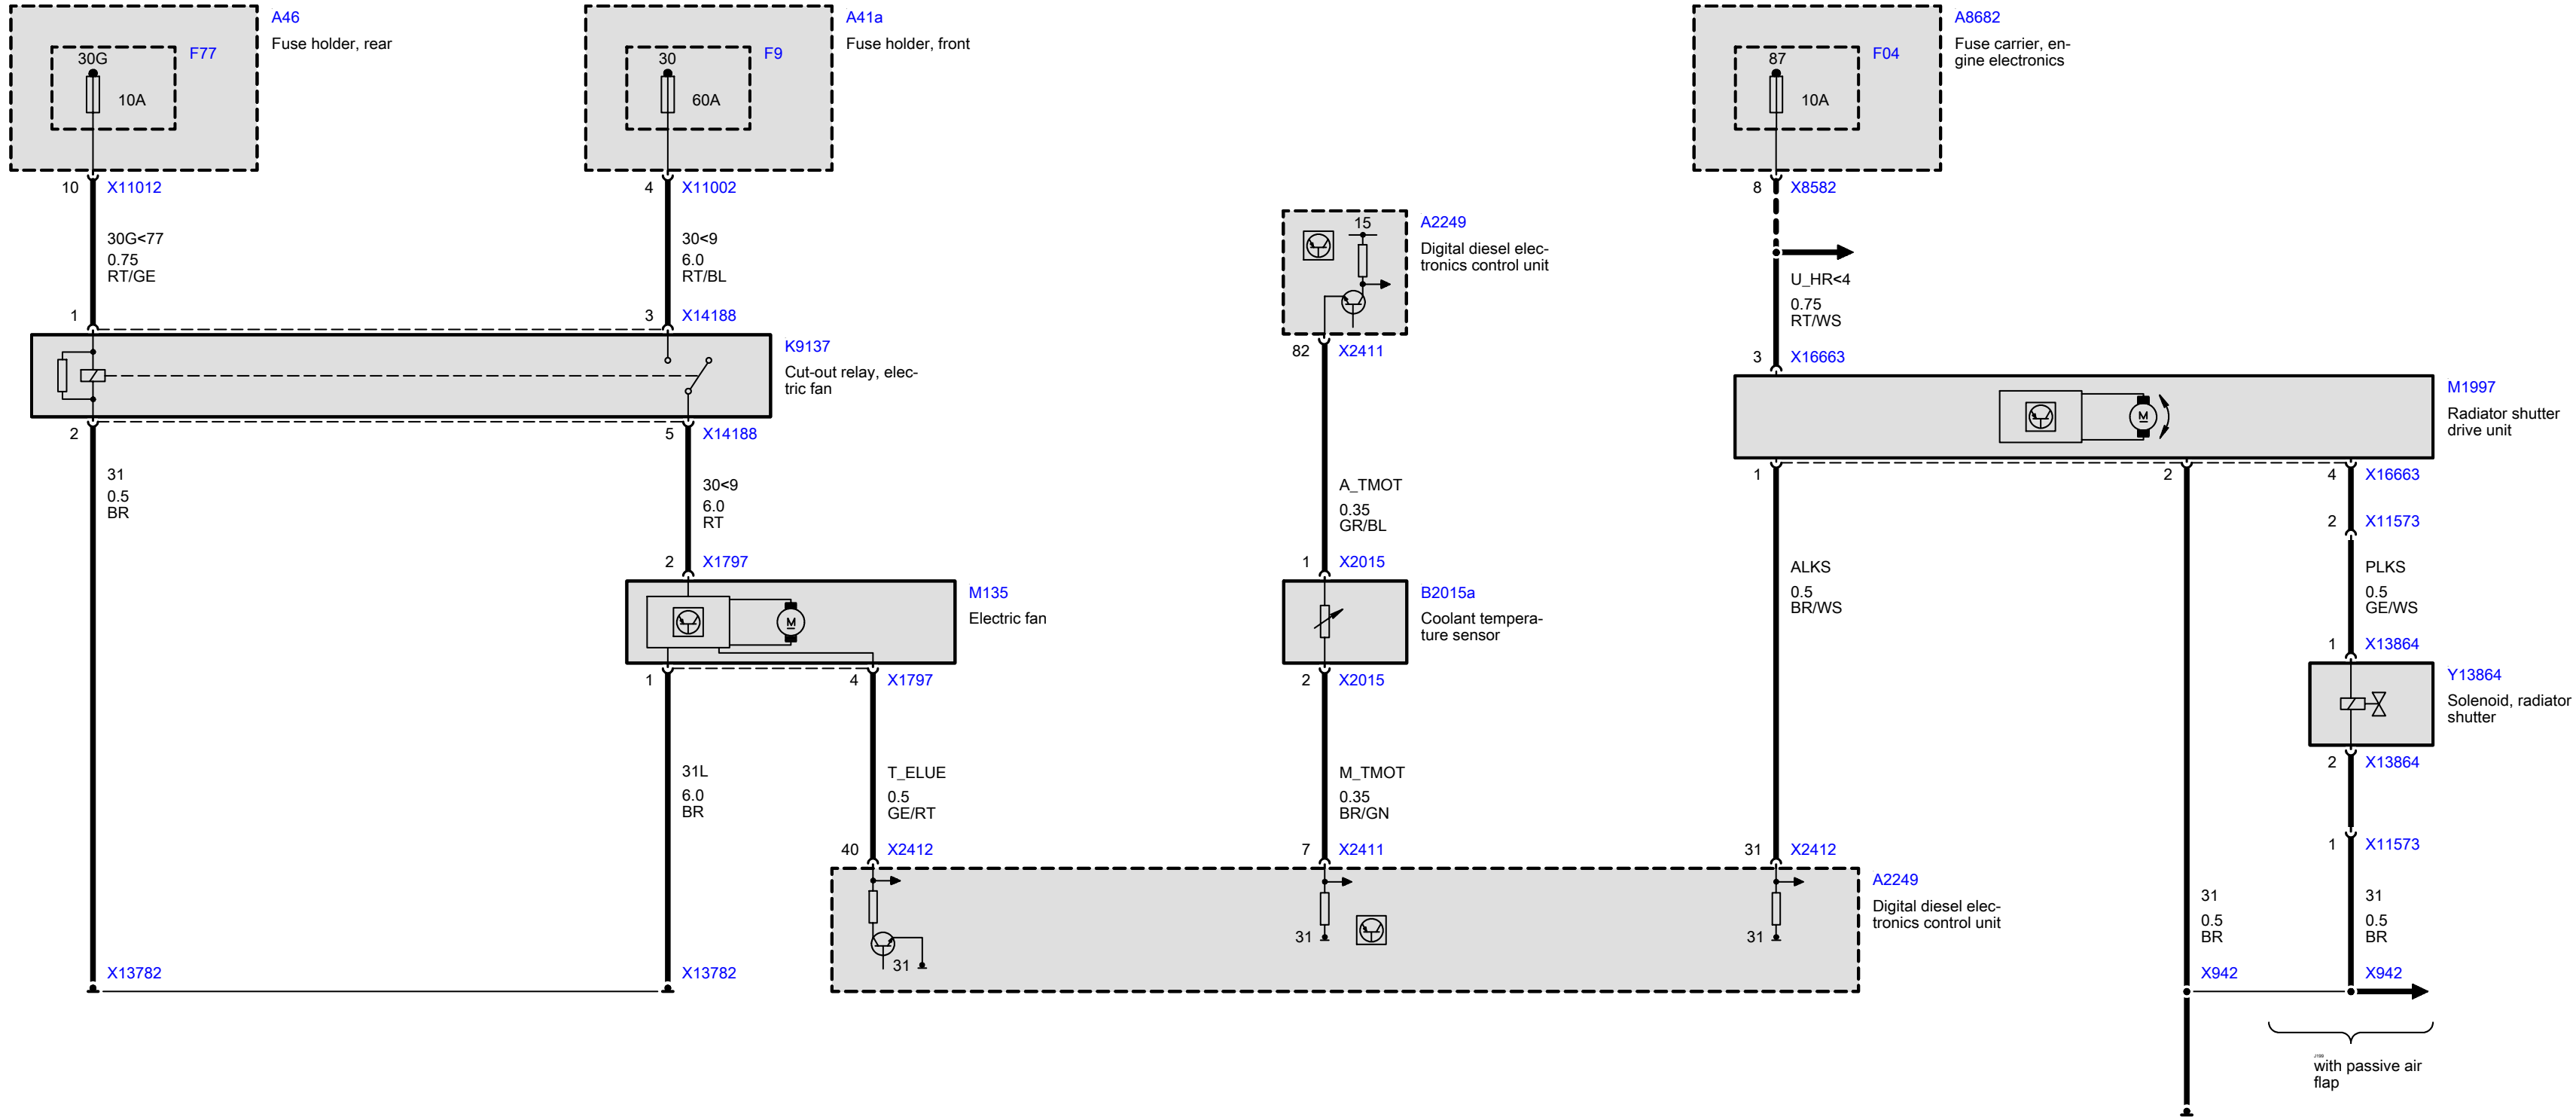 A46
Fuse holder, rear
F77
30G
10A
10
X11012
30G<77
0.75
RT/GE
A41a
Fuse holder, front
F9
30
60A
4
X11002
30<9
6.0
RT/BL
1
3
X14188
K9137
Cut-out relay, elec-
tric fan
2
5
X14188
31
0.5
BR
30<9
6.0
RT
2
X1797
M135
Electric fan
M
1
4
X1797
31L
6.0
BR
T_ELUE
0.5
GE/RT
40
X2412
X13782
X13782
A2249
Digital diesel elec-
tronics control unit
15
82
X2411
A_TMOT
0.35
GR/BL
1
X2015
B2015a
Coolant tempera-
ture sensor
2
X2015
M_TMOT
0.35
BR/GN
7
X2411
A8682
Fuse carrier, en-
gine electronics
F04
87
10A
8
X8582
U_HR<4
0.75
RT/WS
3
X16663
M1997
Radiator shutter
drive unit
M
1
2
4
X16663
2
X11573
ALKS
0.5
BR/WS
PLKS
0.5
GE/WS
1
X13864
Y13864
Solenoid, radiator
shutter
2
X13864
1
X11573
31
X2412
A2249
Digital diesel elec-
tronics control unit
31
31
31
31
0.5
BR
31
0.5
BR
X942
X942
with passive air
flap